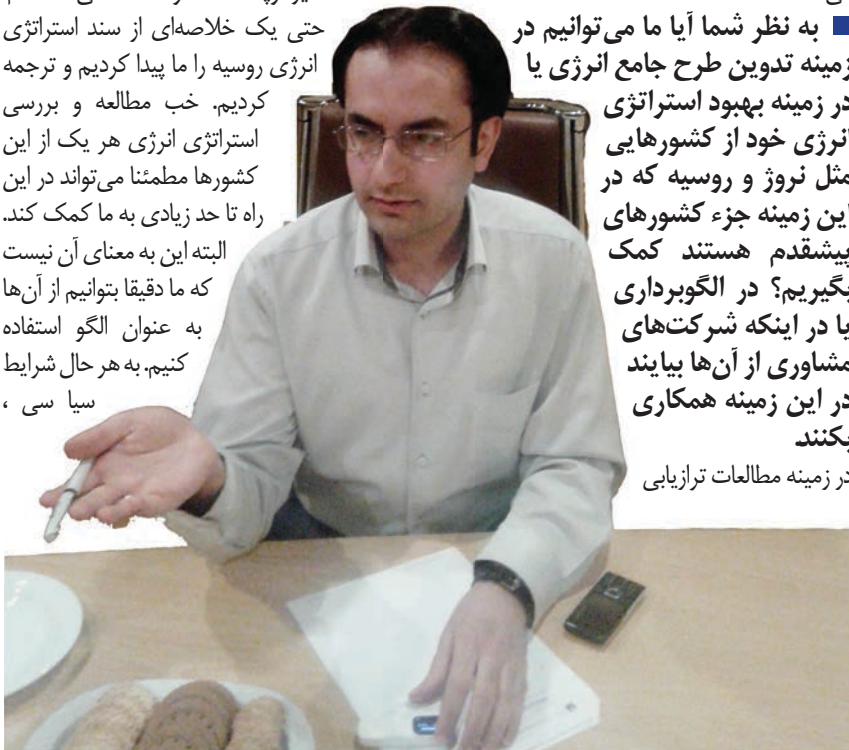 به نظر شما آیا ما می‌توانیم در
زمینه تدوین طرح جامع انرژی یا
در زمینه بهبود استراتژی
انرژی خود از کشورهایی
مثل نروژ و روسیه که در
این زمینه جزء کشورهای
پیشقدم هستند کمک
بگیریم؟ در الگوبرداری
یا در اینکه شرکت‌های
مشاوری از آن‌ها بیایند
در این زمینه همکاری
بکنند
در زمینه مطالعات ترازیابی
حتی یک خلاصه‌ای از سند استراتژی
انرژی روسیه را ما پیدا کردیم و ترجمه
کردیم. خب مطالعه و بررسی
استراتژی انرژی هر یک از این
کشورها مطمئنا می‌تواند در این
راه تا حد زیادی به ما کمک کند.
البته این به معنای آن نیست
که ما دقیقا بتوانیم از آن‌ها
به عنوان الگو استفاده
کنیم. به هر حال شرایط
سیا سی ،